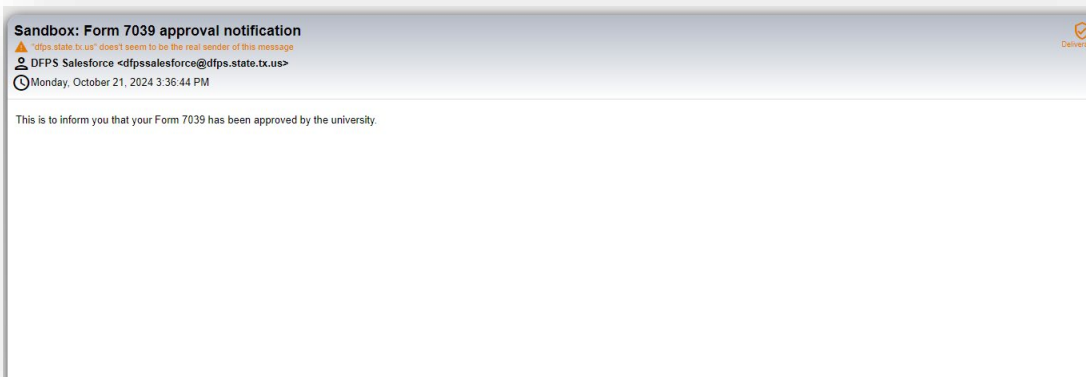 Sandbox: Form 7039 approval notification
"dfps.state.tx.us" does't seem to be the real sender of this message
DFPS Salesforce <dfpssalesforce@dfps.state.tx.us>
Monday, October 21, 2024 3:36:44 PM
This is to inform you that your Form 7039 has been approved by the university.